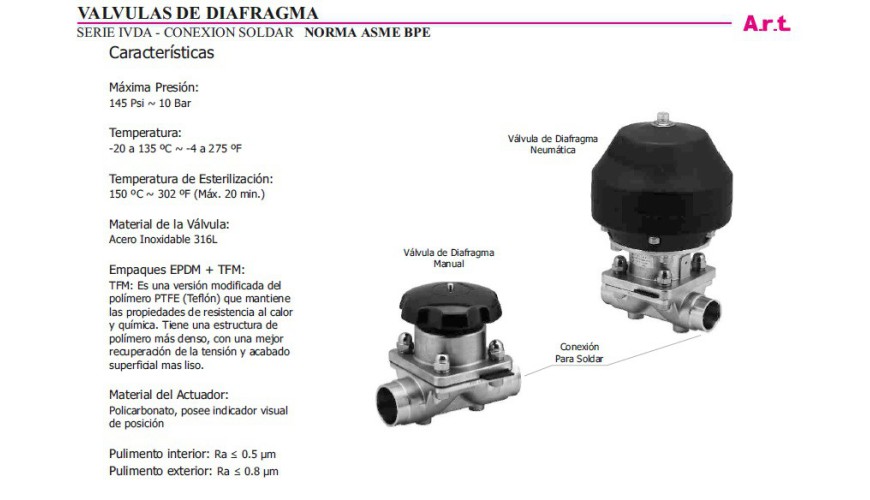 VALVULAS DE DIAFRAGMA
SERIE IVDA - CONEXION SOLDAR NORMA ASME BPE
A.r.t.
Características
Máxima Presión:
145 Psi ~ 10 Bar
Temperatura:
-20 a 135 ºC ~ -4 a 275 ºF
Temperatura de Esterilización:
150 ºC ~ 302 ºF (Máx. 20 min.)
Material de la Válvula:
Acero Inoxidable 316L
Empaques EPDM + TFM:
TFM: Es una versión modificada del
polímero PTFE (Teflón) que mantiene
las propiedades de resistencia al calor
y química. Tiene una estructura de
polímero más denso, con una mejor
recuperación de la tensión y acabado
superficial mas liso.
Material del Actuador:
Policarbonato, posee indicador visual
de posición
Pulimento interior: Ra ≤ 0.5 µm
Pulimento exterior: Ra ≤ 0.8 µm
Válvula de Diafragma
Neumática
Válvula de Diafragma
Manual
Conexión
Para Soldar